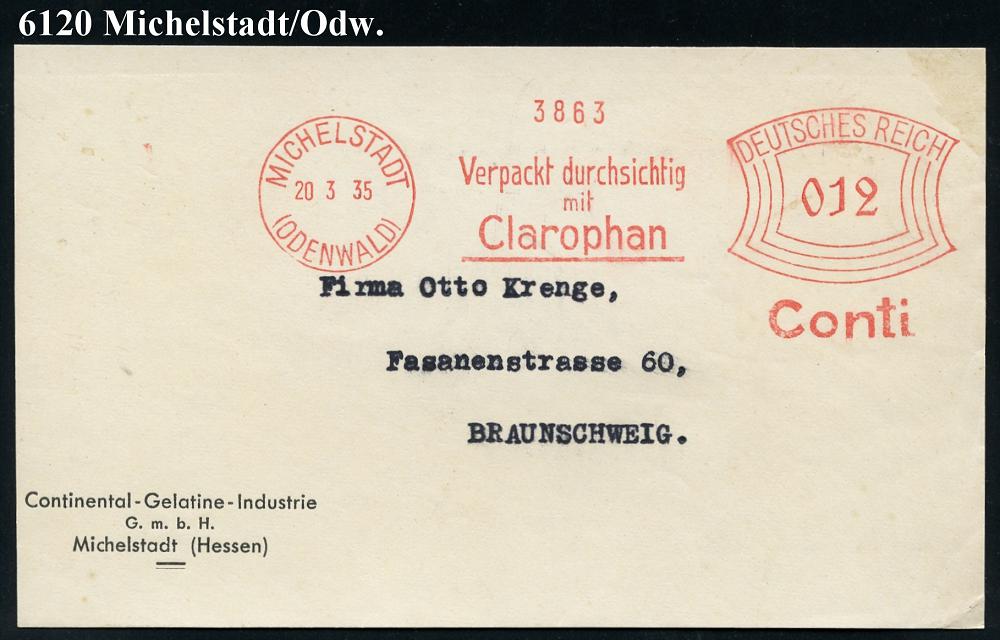 6120 Michelstadt/Odw.
3863
MICHELSTADT
20 3 35
(ODENWALD)
Verpackt durchsichtig
mit
Clarophan
DEUTSCHES REICH
012
Conti
Firma Otto Krenge,
Fasanenstrasse 60,
BRAUNSCHWEIG.
Continental-Gelatine-Industrie
G. m. b. H.
Michelstadt (Hessen)